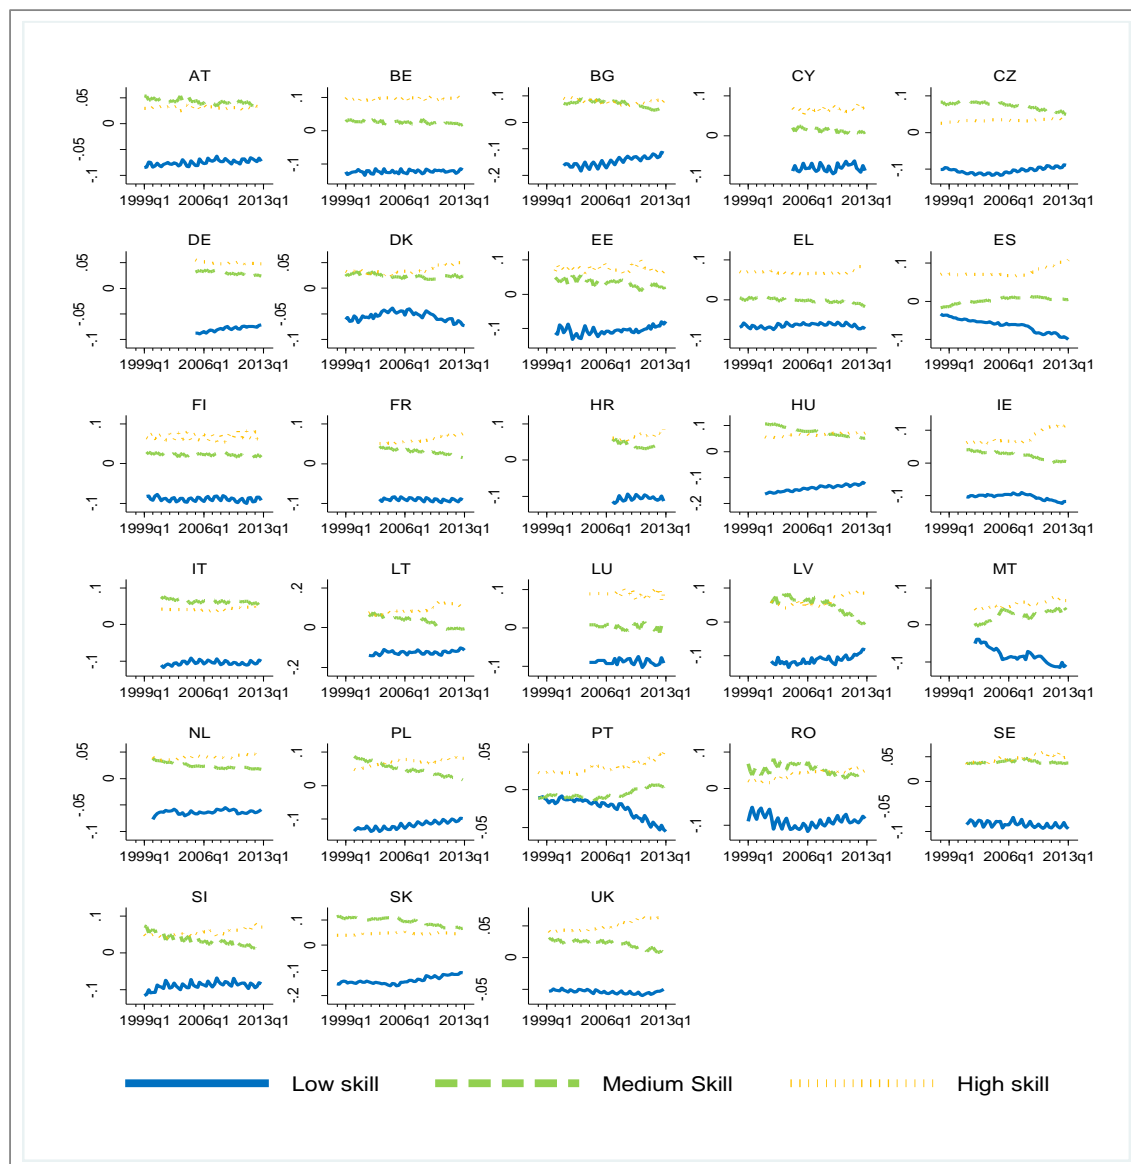 AT BE BG CY CZ
.05 0 -.05 -.1
.1 0 -.1
.1 0 -.1 -.2
.1 0 -.1
.1 0 -.1
1999q1 2006q1 2013q1 1999q1 2006q1 2013q1 1999q1 2006q1 2013q1 1999q1 2006q1 2013q1 1999q1 2006q1 2013q1
DE DK EE EL ES
.05 0 -.05 -.1
.05 0 -.05
.1 0 -.1
.1 0 -.1
.1 0 -.1
1999q1 2006q1 2013q1 1999q1 2006q1 2013q1 1999q1 2006q1 2013q1 1999q1 2006q1 2013q1 1999q1 2006q1 2013q1
FI FR HR HU IE
.1 0 -.1
.1 0 -.1
.1 0 -.1
.1 0 -.1 -.2
.1 0 -.1
1999q1 2006q1 2013q1 1999q1 2006q1 2013q1 1999q1 2006q1 2013q1 1999q1 2006q1 2013q1 1999q1 2006q1 2013q1
IT LT LU LV MT
.1 0 -.1
0.2 0 -.2
.1 0 -.1
.1 0 -.1
.1 0 -.1
1999q1 2006q1 2013q1 1999q1 2006q1 2013q1 1999q1 2006q1 2013q1 1999q1 2006q1 2013q1 1999q1 2006q1 2013q1
NL PL PT RO SE
.05 0 -.05 -.1
.1 0 -.1
.05 0 -.05
.1 0 -.1
.05 0 -.05 -.1
1999q1 2006q1 2013q1 1999q1 2006q1 2013q1 1999q1 2006q1 2013q1 1999q1 2006q1 2013q1 1999q1 2006q1 2013q1
SI SK UK
.1 0 -.1
.1 0 -.1 -.2
.05 0 -.05
1999q1 2006q1 2013q1 1999q1 2006q1 2013q1 1999q1 2006q1 2013q1
Low skill Medium Skill High skill